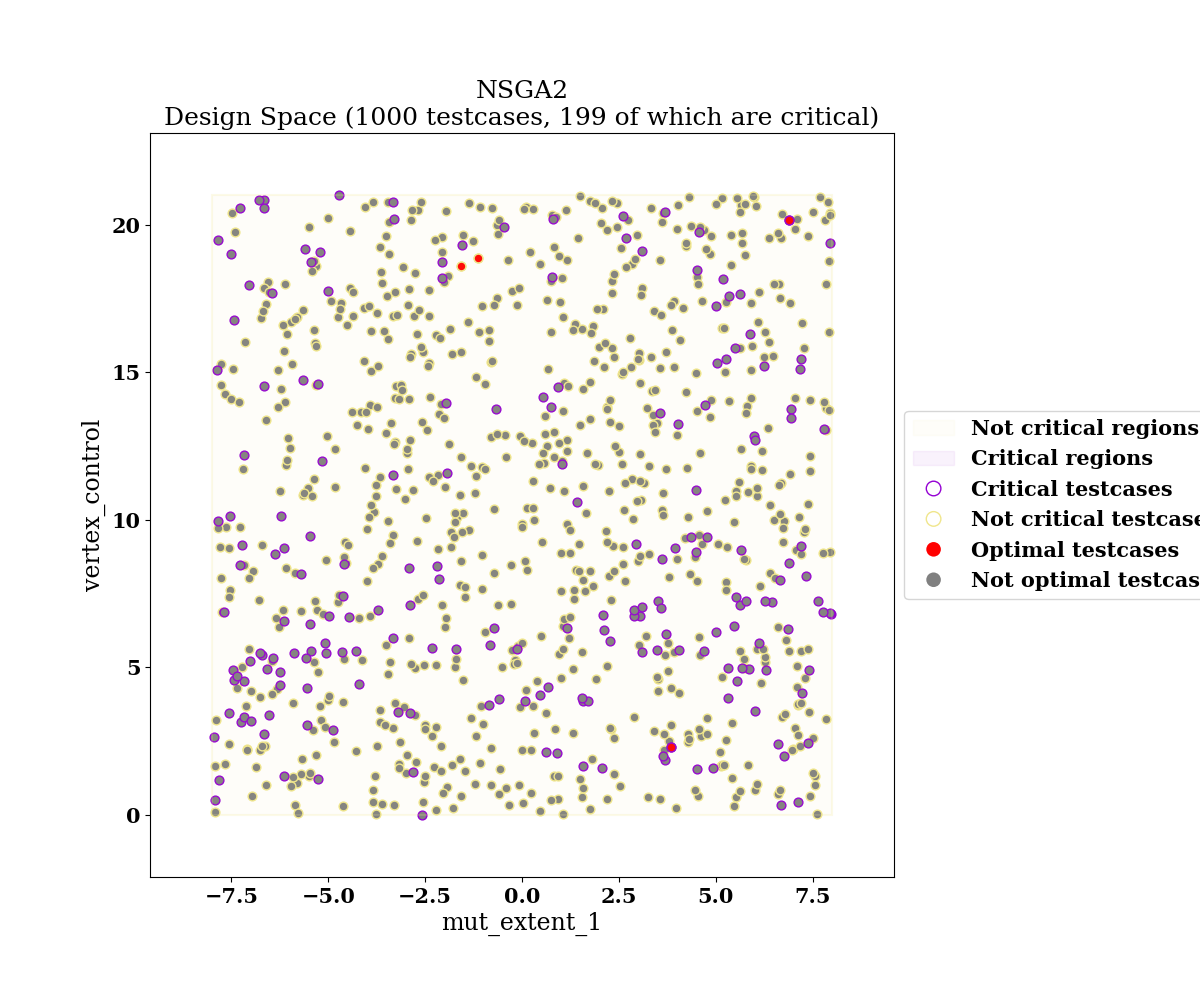 NSGA2
Design Space (1000 testcases, 199 of which are critical)
20
15
10
5
0
vertex_control
−7.5 −5.0 −2.5 0.0 2.5 5.0 7.5
mut_extent_1
Not critical regions
Critical regions
Critical testcases
Not critical testcase
Optimal testcases
Not optimal testcas